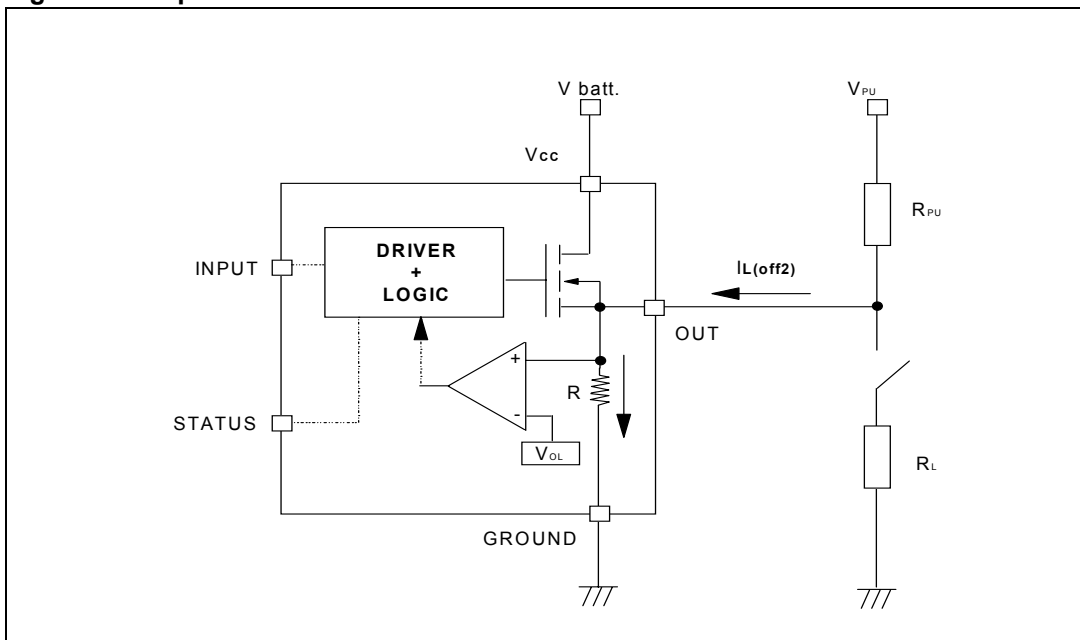 V batt.
VPU
Vcc
RPU
DRIVER
+
LOGIC
INPUT
IL(off2)
OUT
+
R
-
STATUS
VOL
RL
GROUND